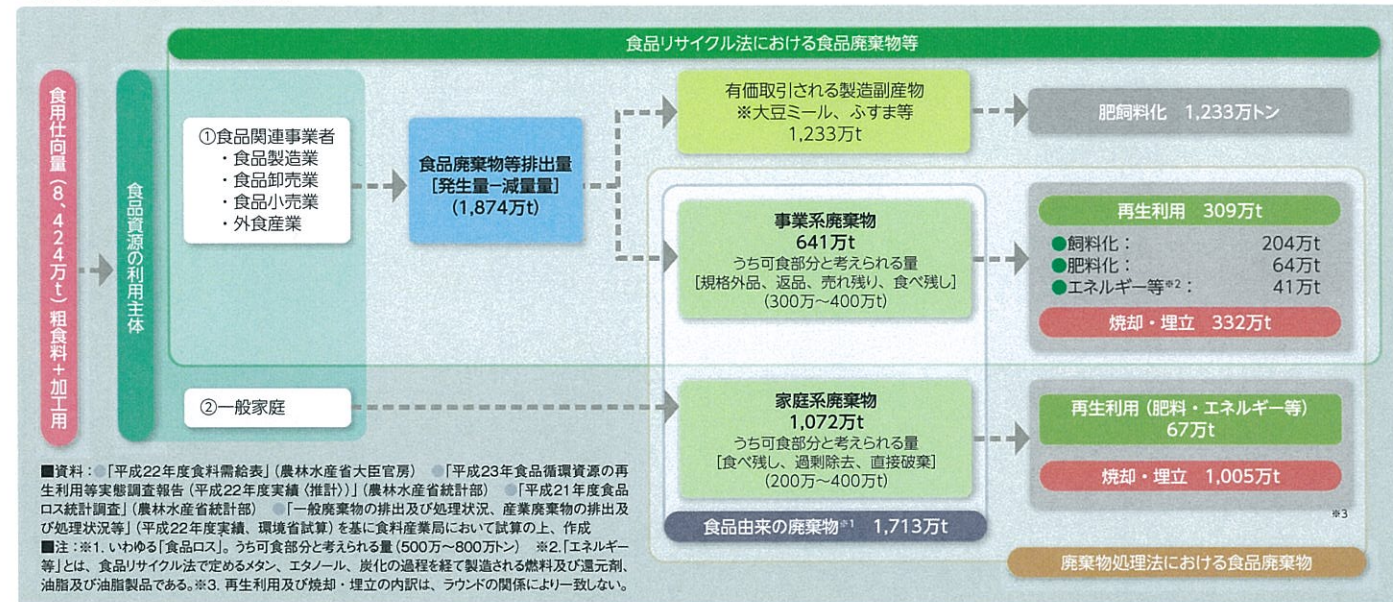 食品リサイクル法における食品廃棄物等
食用仕向量(8、424万t)粗食料+加工用
食品資源の利用主体
①食品関連事業者
・食品製造業
・食品卸売業
・食品小売業
・外食産業
食品廃棄物等排出量
[発生量−減量量]
(1,874万t)
有価取引される製造副産物
※大豆ミール、ふすま等
1,233万t
肥飼料化 1,233万トン
事業系廃棄物
641万t
うち可食部分と考えられる量
[規格外品、返品、売れ残り、食べ残し]
(300万〜400万t)
再生利用 309万t
●飼料化: 204万t
●肥料化: 64万t
●エネルギー等※2: 41万t
焼却・埋立 332万t
②一般家庭
家庭系廃棄物
1,072万t
うち可食部分と考えられる量
[食べ残し、過剰除去、直接廃棄]
(200万〜400万t)
再生利用(肥料・エネルギー等)
67万t
焼却・埋立 1,005万t
※3
食品由来の廃棄物※1 1,713万t
廃棄物処理法における食品廃棄物
■資料:●「平成22年度食料需給表」(農林水産省大臣官房) ●「平成23年食品循環資源の再
生利用等実態調査報告(平成22年度実績〈推計〉)」(農林水産省統計部) ●「平成21年度食品
ロス統計調査」(農林水産省統計部) ●「一般廃棄物の排出及び処理状況、産業廃棄物の排出及
び処理状況等」(平成22年度実績、環境省試算)を基に食料産業局において試算の上、作成
■注:※1. いわゆる「食品ロス」。うち可食部分と考えられる量(500万〜800万トン) ※2.「エネルギー
等」とは、食品リサイクル法で定めるメタン、エタノール、炭化の過程を経て製造される燃料及び還元剤、
油脂及び油脂製品である。※3. 再生利用及び焼却・埋立の内訳は、ラウンドの関係により一致しない。